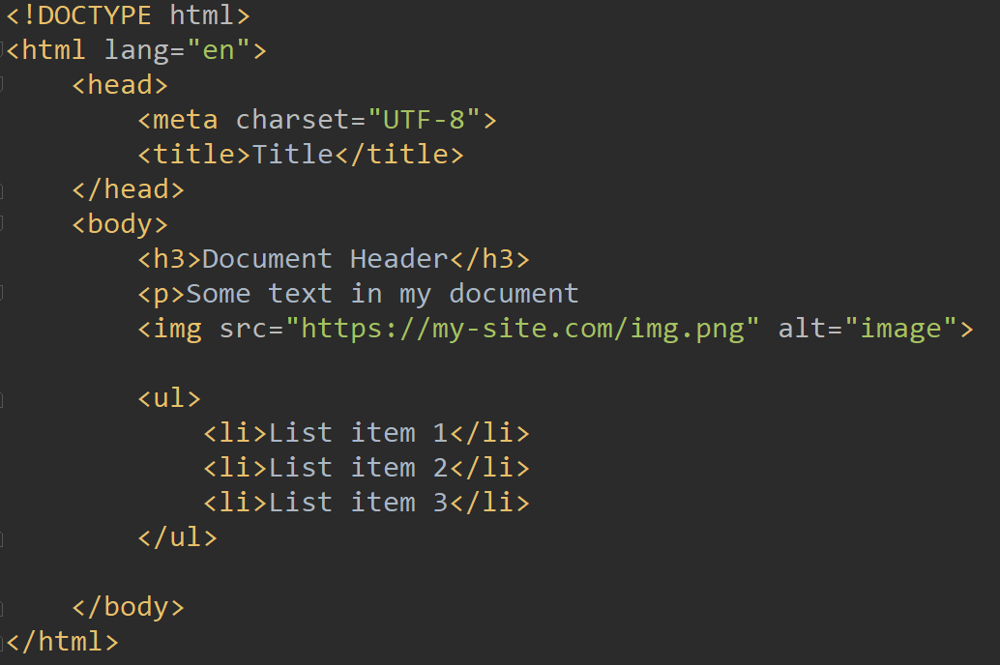 <!DOCTYPE html>
<html lang="en">
    <head>
        <meta charset="UTF-8">
        <title>Title</title>
    </head>
    <body>
        <h3>Document Header</h3>
        <p>Some text in my document
        <img src="https://my-site.com/img.png" alt="image">

        <ul>
            <li>List item 1</li>
            <li>List item 2</li>
            <li>List item 3</li>
        </ul>

    </body>
</html>